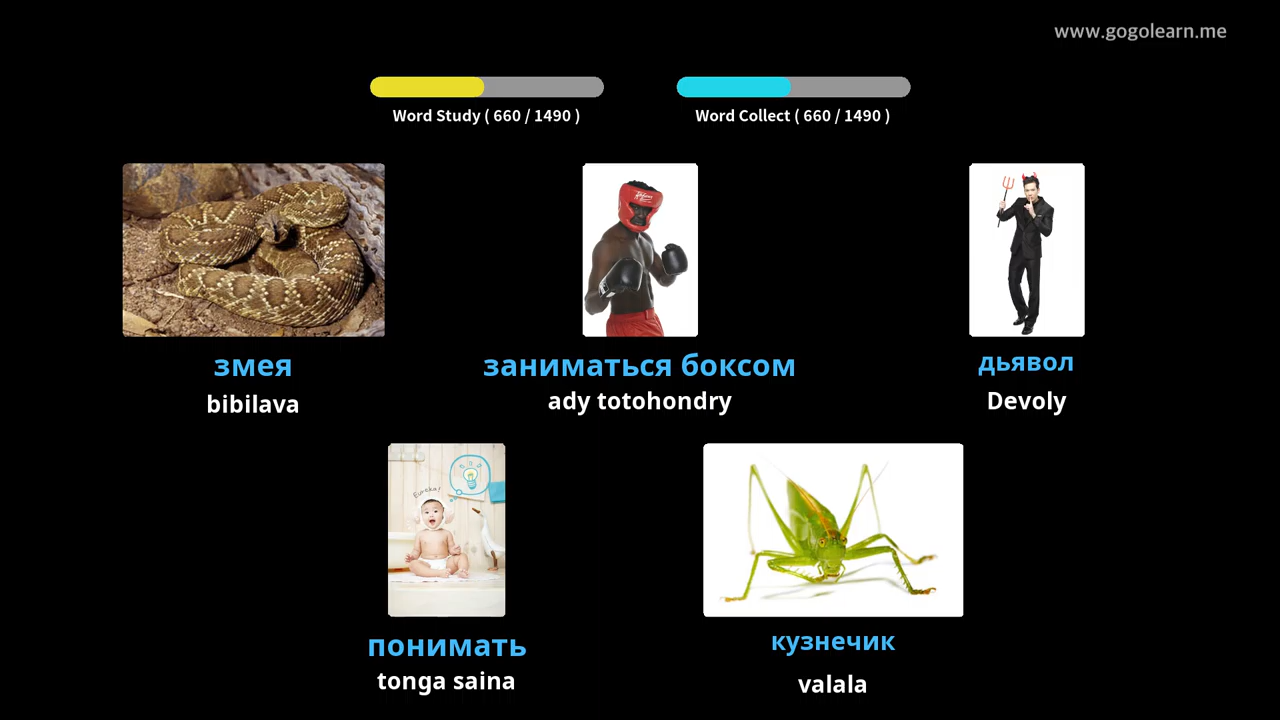 www.gogolearn.me
Word Study ( 660 / 1490 )
Word Collect ( 660 / 1490 )
змея
bibilava
заниматься боксом
ady totohondry
дьявол
Devoly
Eureka!
понимать
tonga saina
кузнечик
valala